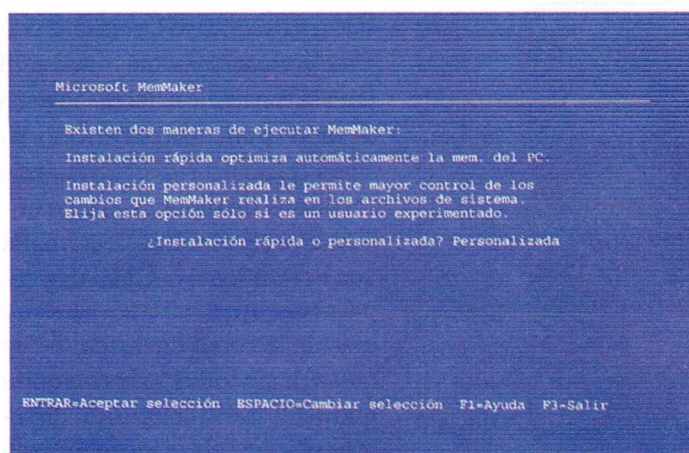 Microsoft MemMaker
Existen dos maneras de ejecutar MemMaker:
Instalación rápida optimiza automáticamente la mem. del PC.
Instalación personalizada le permite mayor control de los
cambios que MemMaker realiza en los archivos de sistema.
Elija esta opción sólo si es un usuario experimentado.
¿Instalación rápida o personalizada? Personalizada
ENTRAR=Aceptar selección ESPACIO=Cambiar selección F1=Ayuda F3=Salir